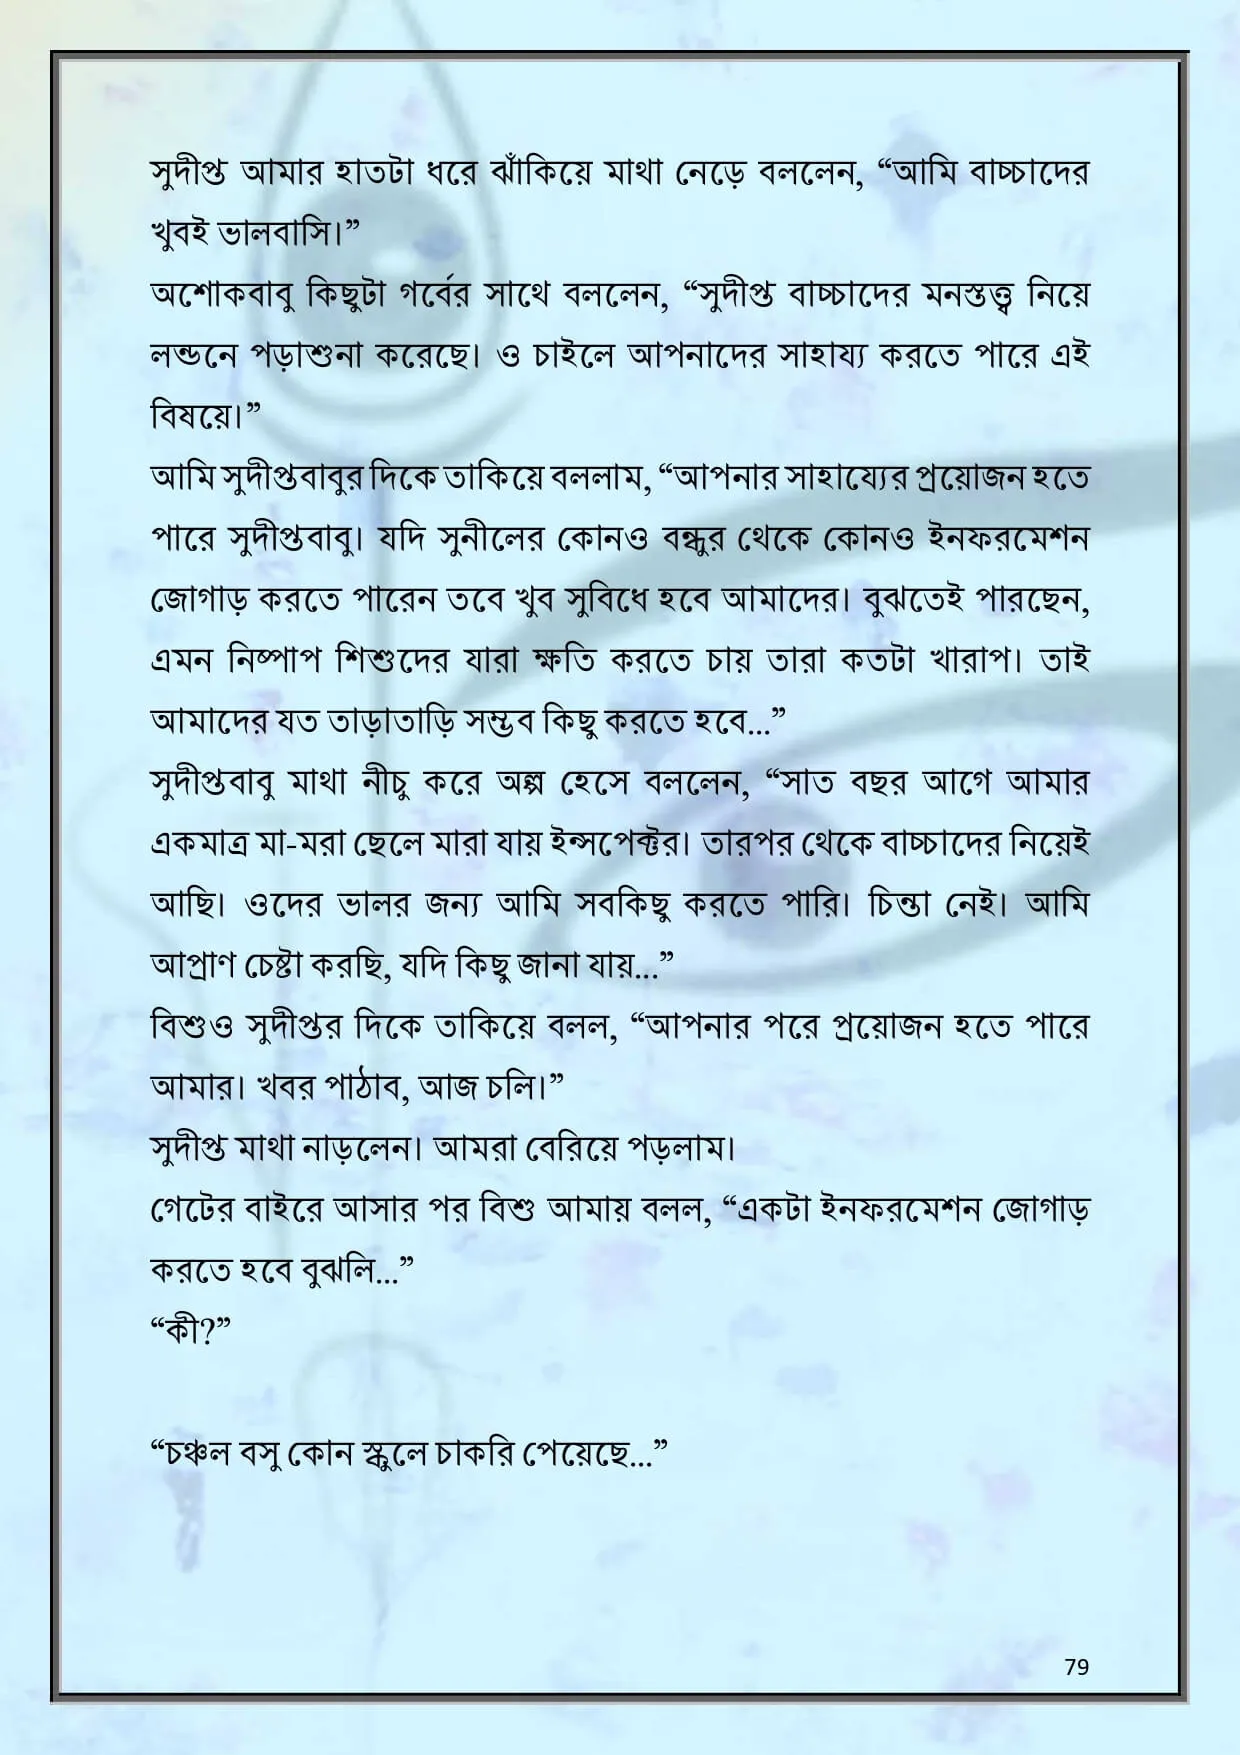 সুদীপ্ত আমার হাতটা ধরে ঝাঁকিয়ে মাথা নেড়ে বললেন, “আমি বাচ্চাদের
খুবই ভালবাসি।”
অশোকবাবু কিছুটা গর্বের সাথে বললেন, “সুদীপ্ত বাচ্চাদের মনস্তত্ত্ব নিয়ে
লন্ডনে পড়াশুনা করেছে। ও চাইলে আপনাদের সাহায্য করতে পারে এই
বিষয়ে।”
আমি সুদীপ্তবাবুর দিকে তাকিয়ে বললাম, “আপনার সাহায্যের প্রয়োজন হতে
পারে সুদীপ্তবাবু। যদি সুনীলের কোনও বন্ধুর থেকে কোনও ইনফরমেশন
জোগাড় করতে পারেন তবে খুব সুবিধে হবে আমাদের। বুঝতেই পারছেন,
এমন নিষ্পাপ শিশুদের যারা ক্ষতি করতে চায় তারা কতটা খারাপ। তাই
আমাদের যত তাড়াতাড়ি সম্ভব কিছু করতে হবে...”
সুদীপ্তবাবু মাথা নীচু করে অল্প হেসে বললেন, “সাত বছর আগে আমার
একমাত্র মা-মরা ছেলে মারা যায় ইন্সপেক্টর। তারপর থেকে বাচ্চাদের নিয়েই
আছি। ওদের ভালর জন্য আমি সবকিছু করতে পারি। চিন্তা নেই। আমি
আপ্রাণ চেষ্টা করছি, যদি কিছু জানা যায়...”
বিশুও সুদীপ্তর দিকে তাকিয়ে বলল, “আপনার পরে প্রয়োজন হতে পারে
আমার। খবর পাঠাব, আজ চলি।”
সুদীপ্ত মাথা নাড়লেন। আমরা বেরিয়ে পড়লাম।
গেটের বাইরে আসার পর বিশু আমায় বলল, “একটা ইনফরমেশন জোগাড়
করতে হবে বুঝলি...”
“কী?”
“চঞ্চল বসু কোন স্কুলে চাকরি পেয়েছে...”
79